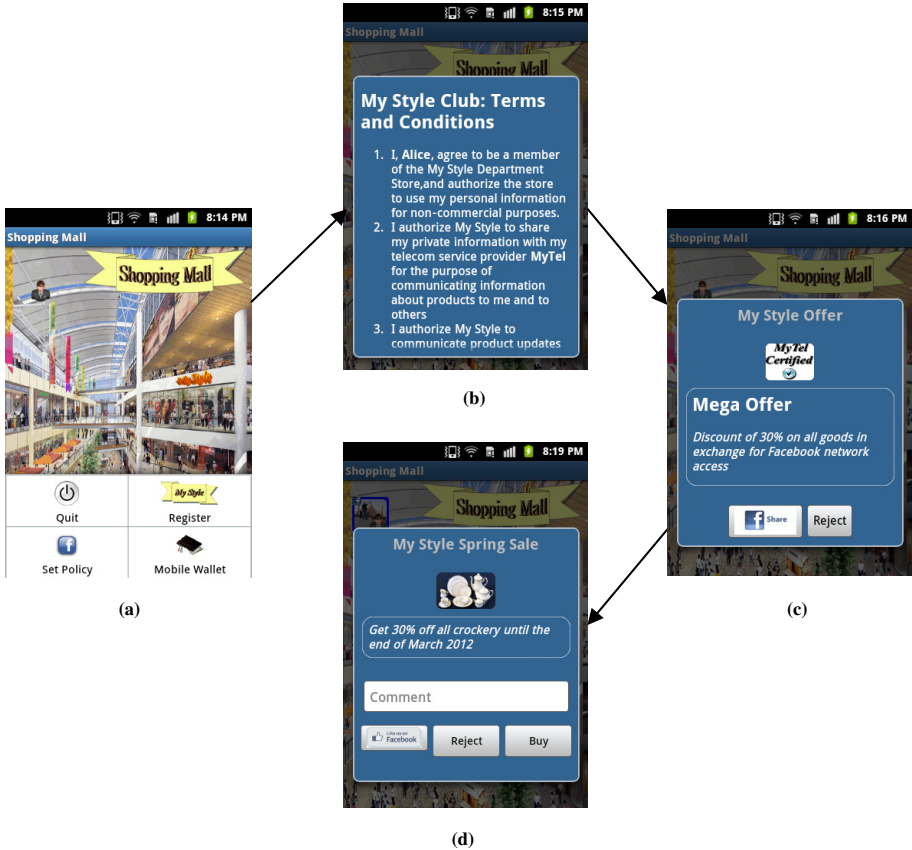 8:14 PM
Shopping Mall
Shopping Mall
My Style
My Style
Quit
Register
Set Policy
Mobile Wallet
(a)
8:15 PM
Shopping Mall
Shopping Mall
My Style Club: Terms
and Conditions
1. I, Alice, agree to be a member
of the My Style Department
Store,and authorize the store
to use my personal information
for non-commercial purposes.
2. I authorize My Style to share
my private information with my
telecom service provider MyTel
for the purpose of
communicating information
about products to me and to
others
3. I authorize My Style to
communicate product updates
(b)
8:16 PM
Shopping Mall
Shopping Mall
My Style Offer
MyTel
Certified
Mega Offer
Discount of 30% on all goods in
exchange for Facebook network
access
f Share
Reject
(c)
8:19 PM
Shopping Mall
Shopping Mall
My Style Spring Sale
Get 30% off all crockery until the
end of March 2012
Comment
Like us on
Facebook
Reject
Buy
(d)